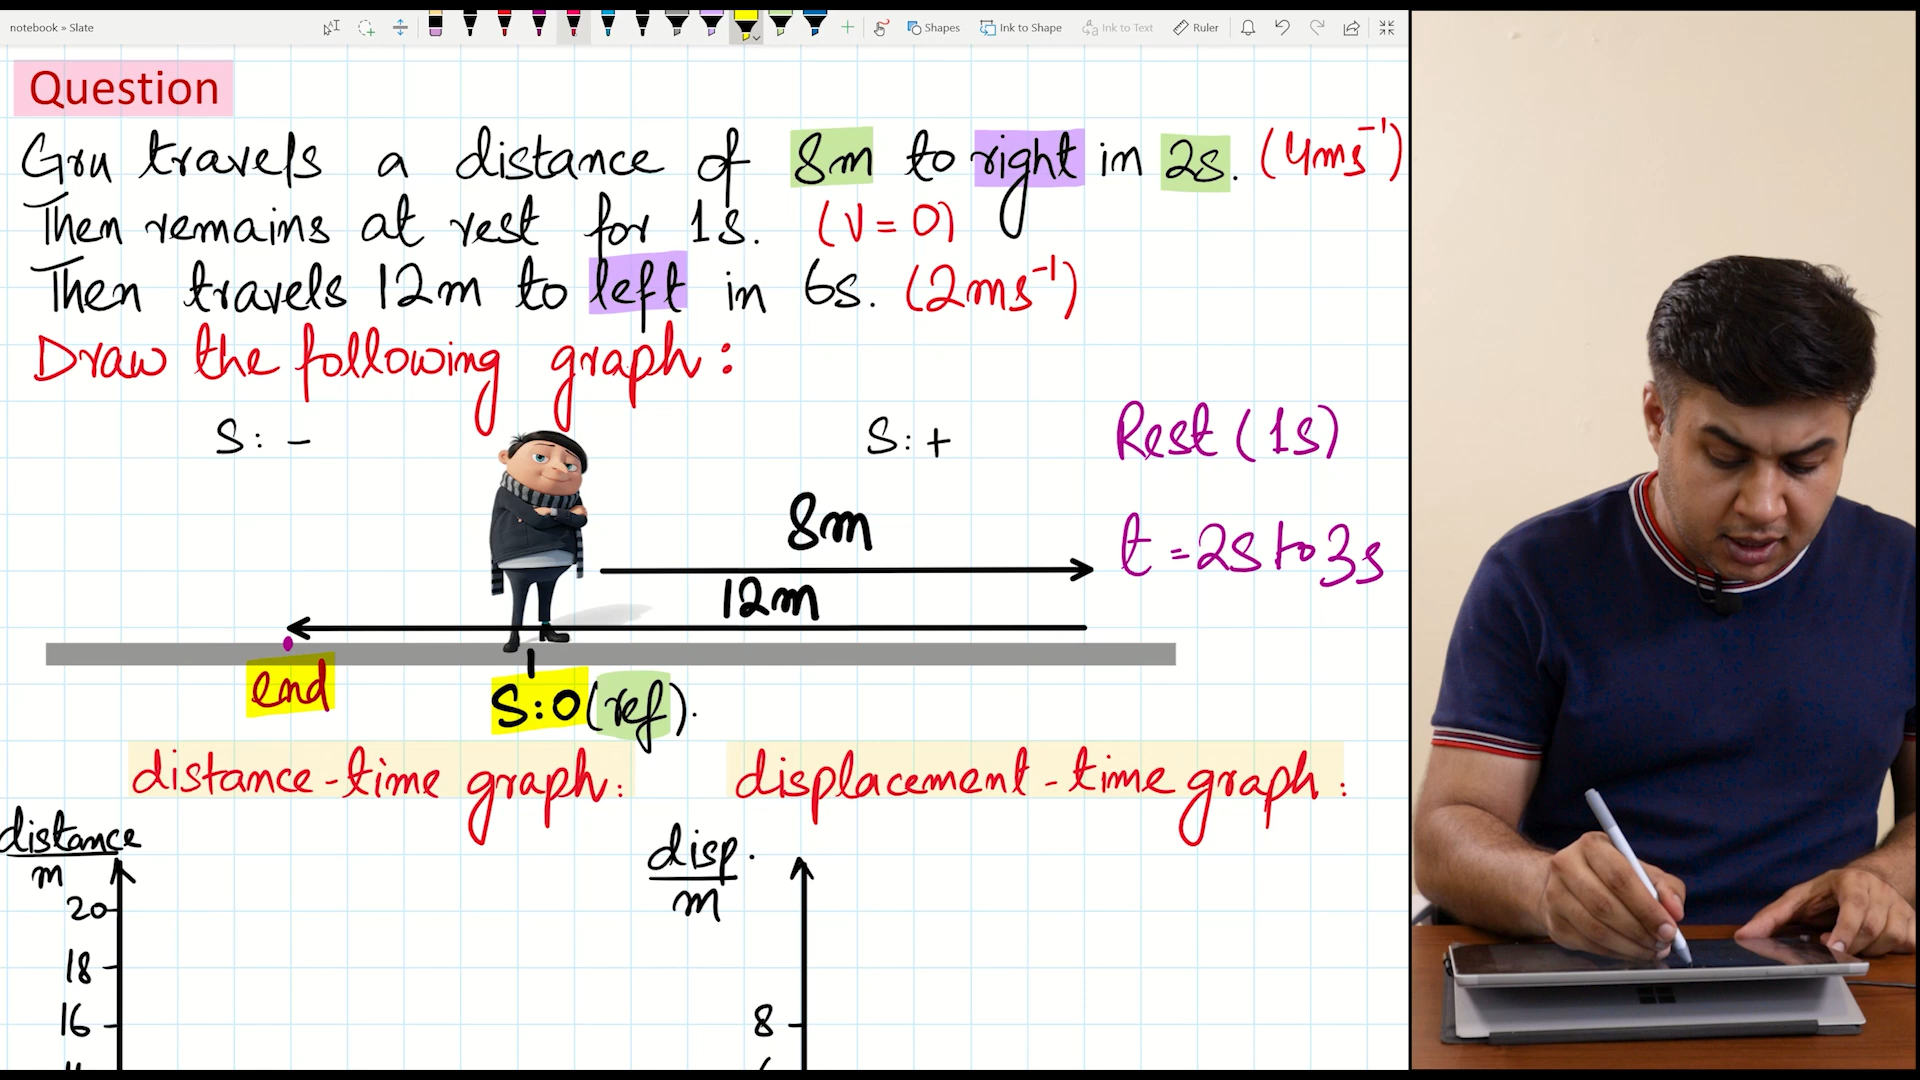 notebook » Slate
Shapes
Ink to Shape
Ink to Text
Ruler
Question
Gru travels a distance of 8m to right in 2s. (4ms⁻¹)
Then remains at rest for 1s. (V = 0)
Then travels 12m to left in 6s. (2ms⁻¹)
Draw the following graph:
S: -
S: +
Rest (1s)
8m
t = 2s to 3s
12m
end
S:0 (ref).
distance-time graph:
displacement-time graph:
distance
m
disp.
m
20
18
16
8